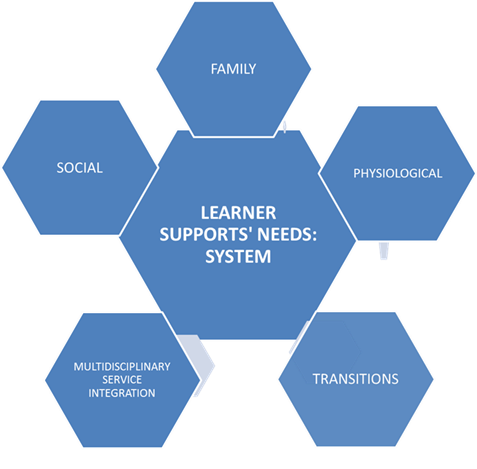 FAMILY
SOCIAL
PHYSIOLOGICAL
LEARNER
SUPPORTS' NEEDS:
SYSTEM
MULTIDISCIPLINARY
SERVICE
INTEGRATION
TRANSITIONS